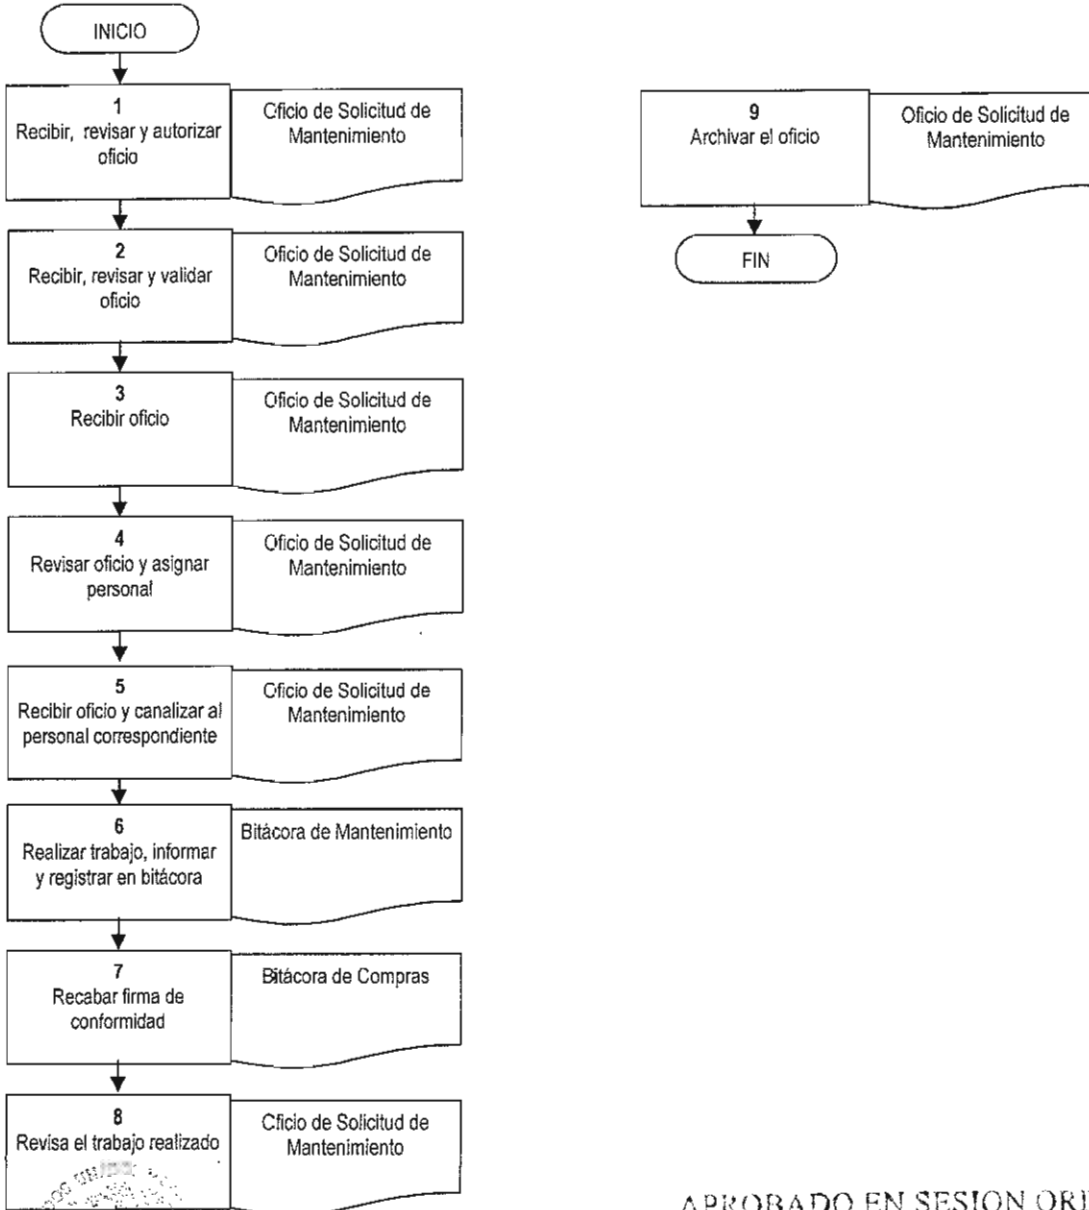 INICIO
1
Recibir, revisar y autorizar
oficio
Oficio de Solicitud de
Mantenimiento
2
Recibir, revisar y validar
oficio
Oficio de Solicitud de
Mantenimiento
3
Recibir oficio
Oficio de Solicitud de
Mantenimiento
4
Revisar oficio y asignar
personal
Oficio de Solicitud de
Mantenimiento
5
Recibir oficio y canalizar al
personal correspondiente
Oficio de Solicitud de
Mantenimiento
6
Realizar trabajo, informar
y registrar en bitácora
Bitácora de Mantenimiento
7
Recabar firma de
conformidad
Bitácora de Compras
8
Revisa el trabajo realizado
Oficio de Solicitud de
Mantenimiento
9
Archivar el oficio
Oficio de Solicitud de
Mantenimiento
FIN
APROBADO EN SESION